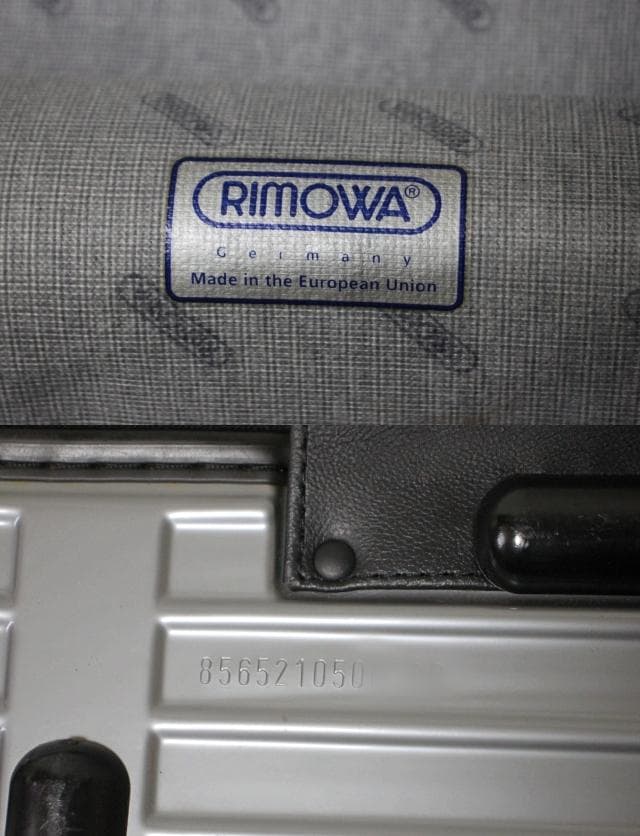 RIMOWA®
Germany
Made in the European Union
856521050